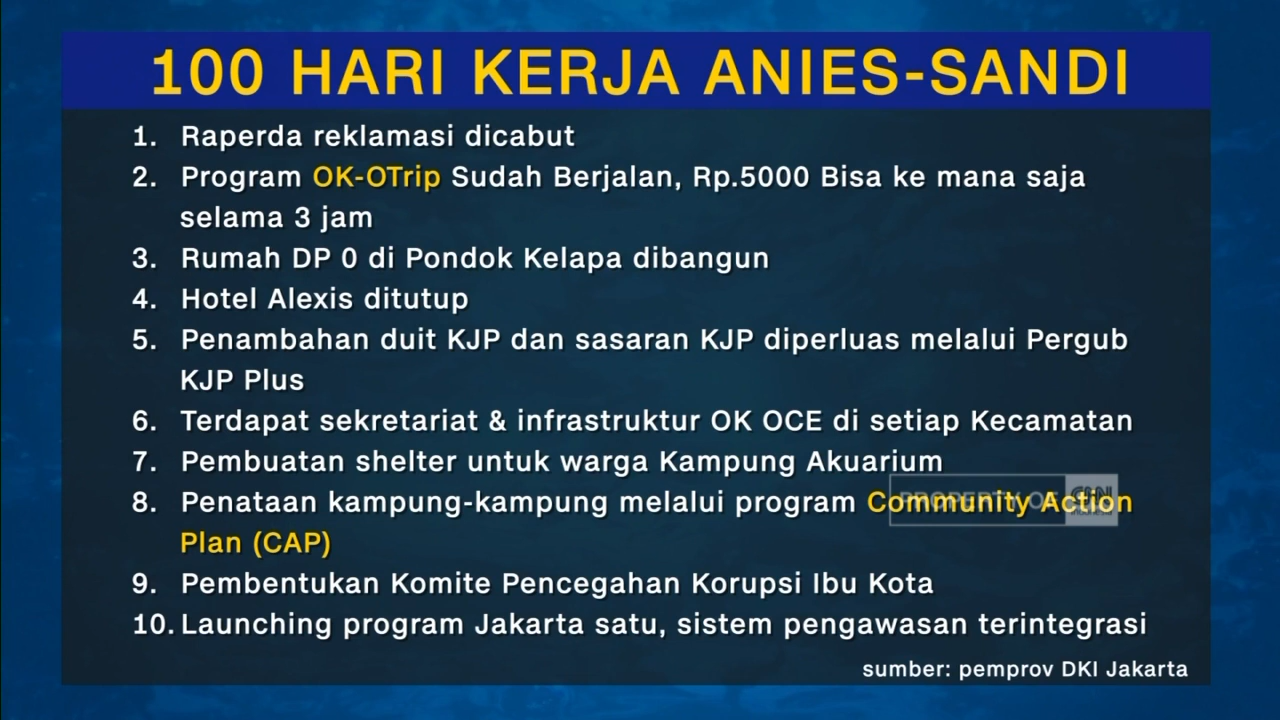 100 HARI KERJA ANIES-SANDI
1. Raperda reklamasi dicabut
2. Program OK-OTrip Sudah Berjalan, Rp.5000 Bisa ke mana saja
selama 3 jam
3. Rumah DP 0 di Pondok Kelapa dibangun
4. Hotel Alexis ditutup
5. Penambahan duit KJP dan sasaran KJP diperluas melalui Pergub
KJP Plus
6. Terdapat sekretariat & infrastruktur OK OCE di setiap Kecamatan
7. Pembuatan shelter untuk warga Kampung Akuarium
8. Penataan kampung-kampung melalui program Community Action
PROPERTY OF CNN
Plan (CAP)
9. Pembentukan Komite Pencegahan Korupsi Ibu Kota
10. Launching program Jakarta satu, sistem pengawasan terintegrasi
sumber: pemprov DKI Jakarta